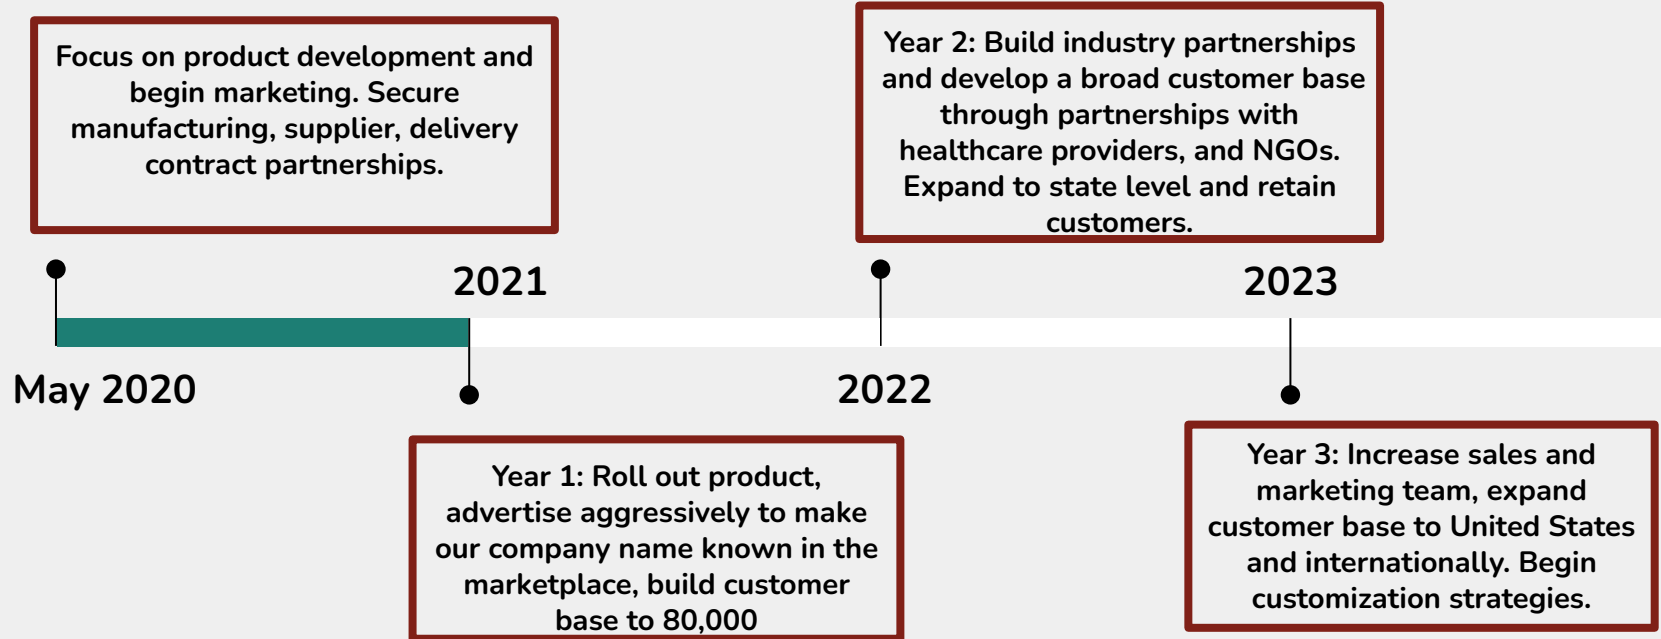 Focus on product development and
begin marketing. Secure
manufacturing, supplier, delivery
contract partnerships.
Year 2: Build industry partnerships
and develop a broad customer base
through partnerships with
healthcare providers, and NGOs.
Expand to state level and retain
customers.
2021
2023
May 2020
2022
Year 1: Roll out product,
advertise aggressively to make
our company name known in the
marketplace, build customer
base to 80,000
Year 3: Increase sales and
marketing team, expand
customer base to United States
and internationally. Begin
customization strategies.